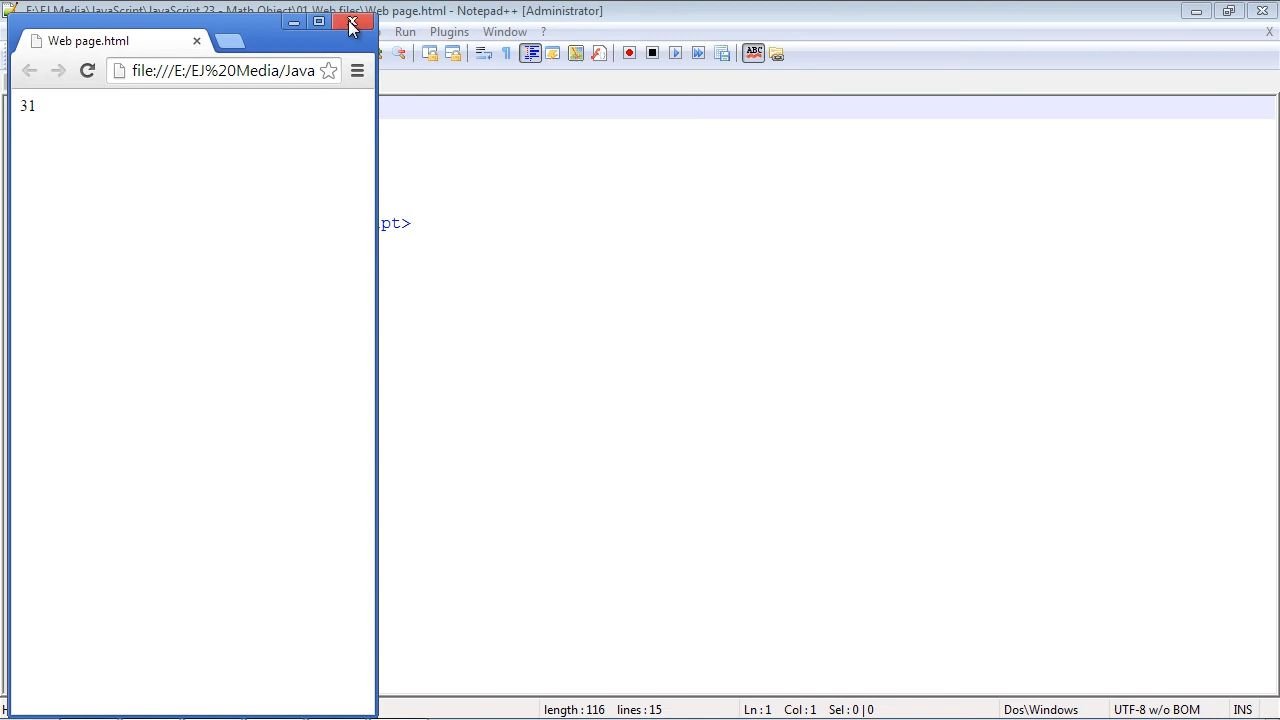 E:\EJ Media\JavaScript\JavaScript 23 - Math Object\01 Web files\Web page.html - Notepad++ [Administrator]
Run Plugins Window ? X
Web page.html
file:///E:/EJ%20Media/Java
ABC
31
ipt>
length : 116 lines : 15 Ln : 1 Col : 1 Sel : 0 | 0 Dos\Windows UTF-8 w/o BOM INS